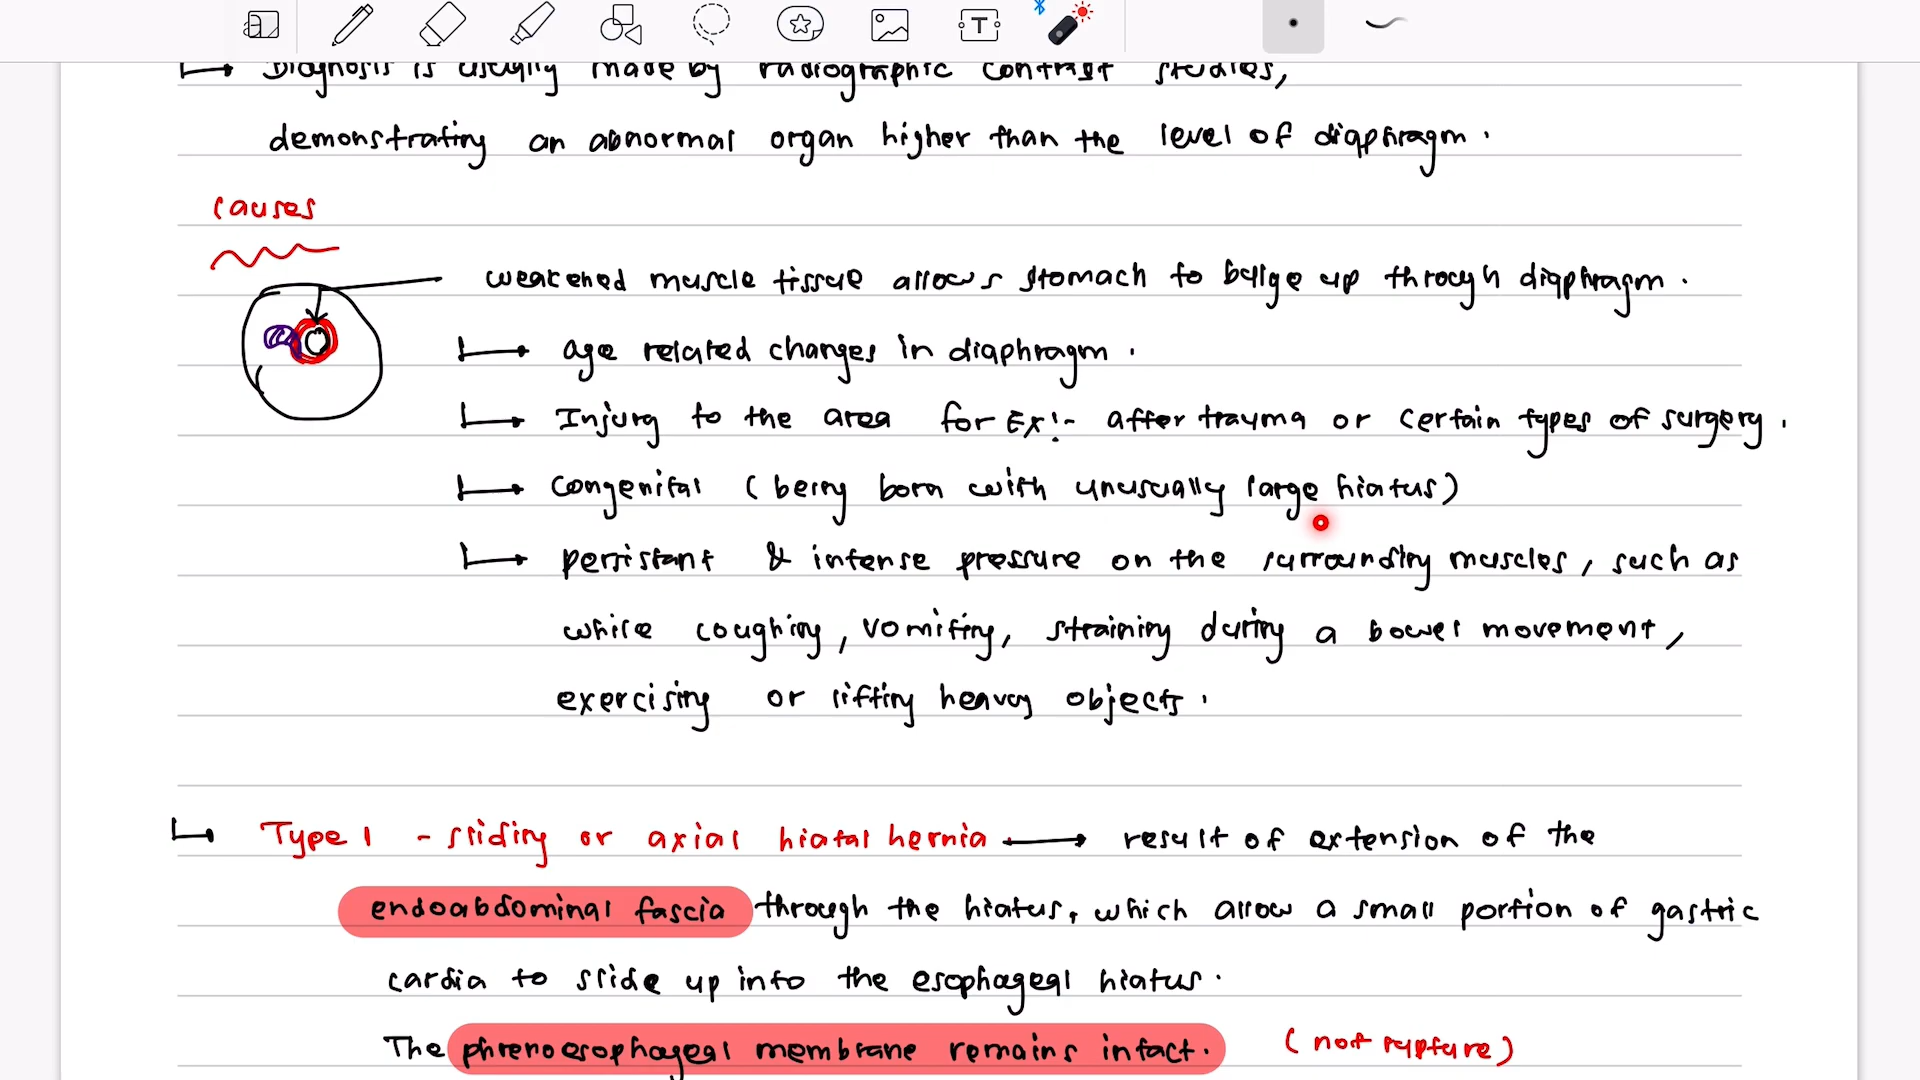 Diagnosis is usually made by radiographic contrast studies,
demonstrating an abnormal organ higher than the level of diaphragm.
causes
weakened muscle tissue allows stomach to bulge up through diaphragm.
age related changes in diaphragm.
Injury to the area for Ex:- after trauma or certain types of surgery.
congenital (being born with unusually large hiatus)
persistant & intense pressure on the surrounding muscles, such as
while coughing, vomiting, straining during a bowel movement,
exercising or lifting heavy objects.
Type 1 - sliding or axial hiatal hernia → result of extension of the
endoabdominal fascia through the hiatus, which allow a small portion of gastric
cardia to slide up into the esophageal hiatus.
The phrenoesophageal membrane remains intact. (not rupture)